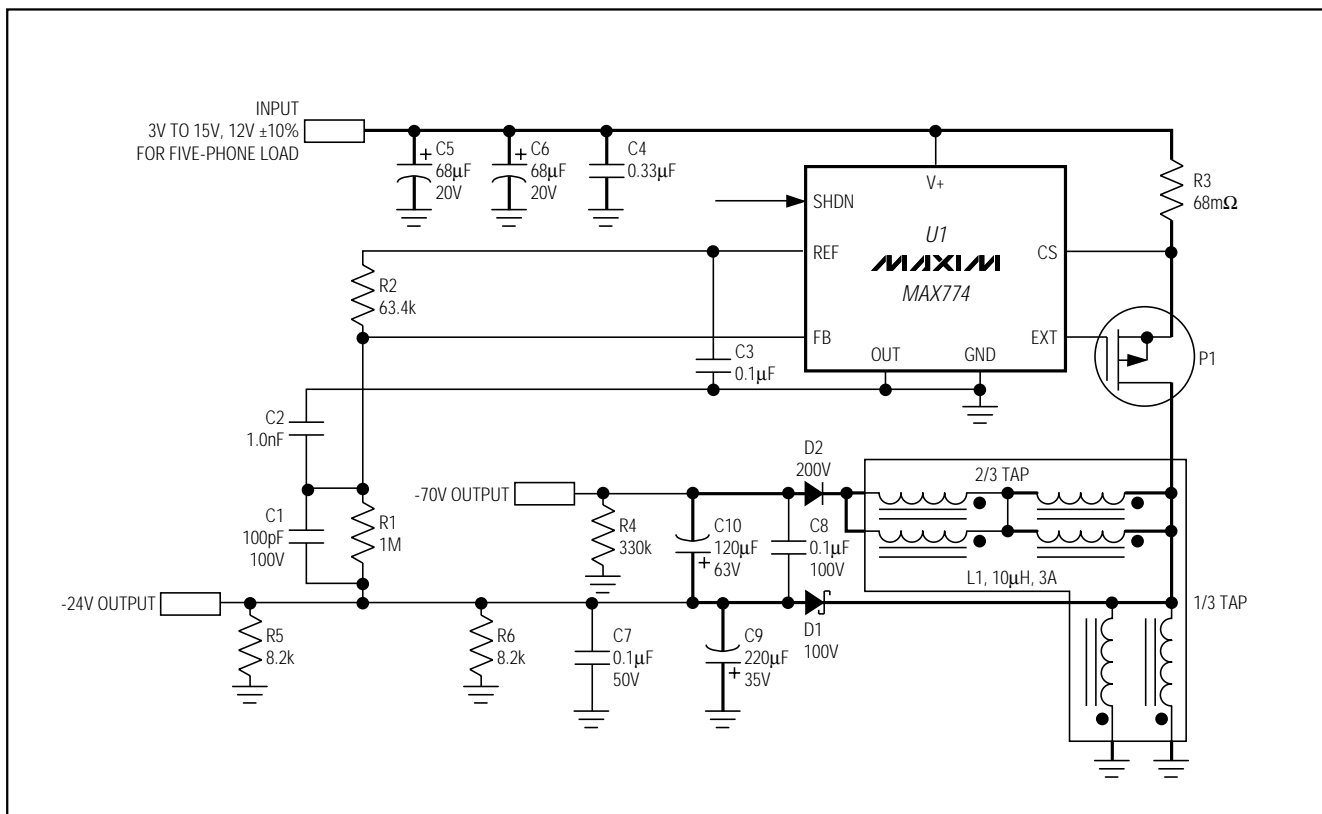 INPUT
3V TO 15V, 12V ±10%
FOR FIVE-PHONE LOAD
+ C5
68µF
20V
+ C6
68µF
20V
C4
0.33µF
V+
R3
68mΩ
SHDN
REF
FB
U1
MAXIM
MAX774
CS
EXT
OUT
GND
P1
R2
63.4k
C3
0.1µF
C2
1.0nF
C1
100pF
100V
R1
1M
-70V OUTPUT
R4
330k
C10
120µF
+ 63V
C8
0.1µF
100V
D2
200V
2/3 TAP
L1, 10µH, 3A
1/3 TAP
-24V OUTPUT
R5
8.2k
R6
8.2k
C7
0.1µF
50V
C9
220µF
+ 35V
D1
100V